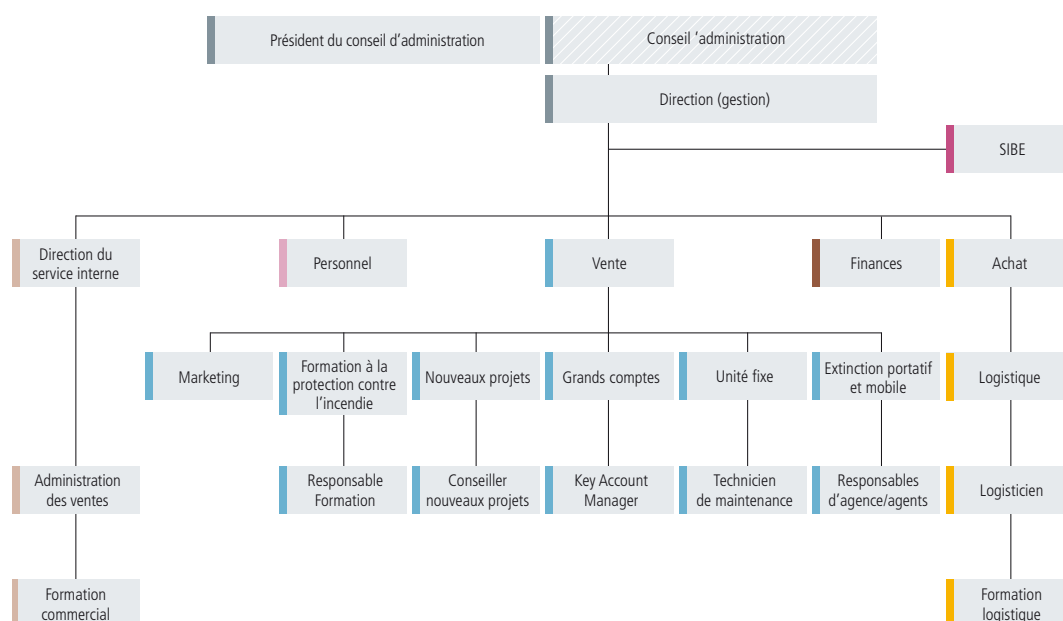 Président du conseil d'administration
Conseil 'administration
Direction (gestion)
SIBE
Direction du
service interne
Personnel
Vente
Finances
Achat
Marketing
Formation à la
protection contre
l'incendie
Nouveaux projets
Grands comptes
Unité fixe
Extinction portatif
et mobile
Logistique
Administration
des ventes
Responsable
Formation
Conseiller
nouveaux projets
Key Account
Manager
Technicien
de maintenance
Responsables
d'agence/agents
Logisticien
Formation
commercial
Formation
logistique